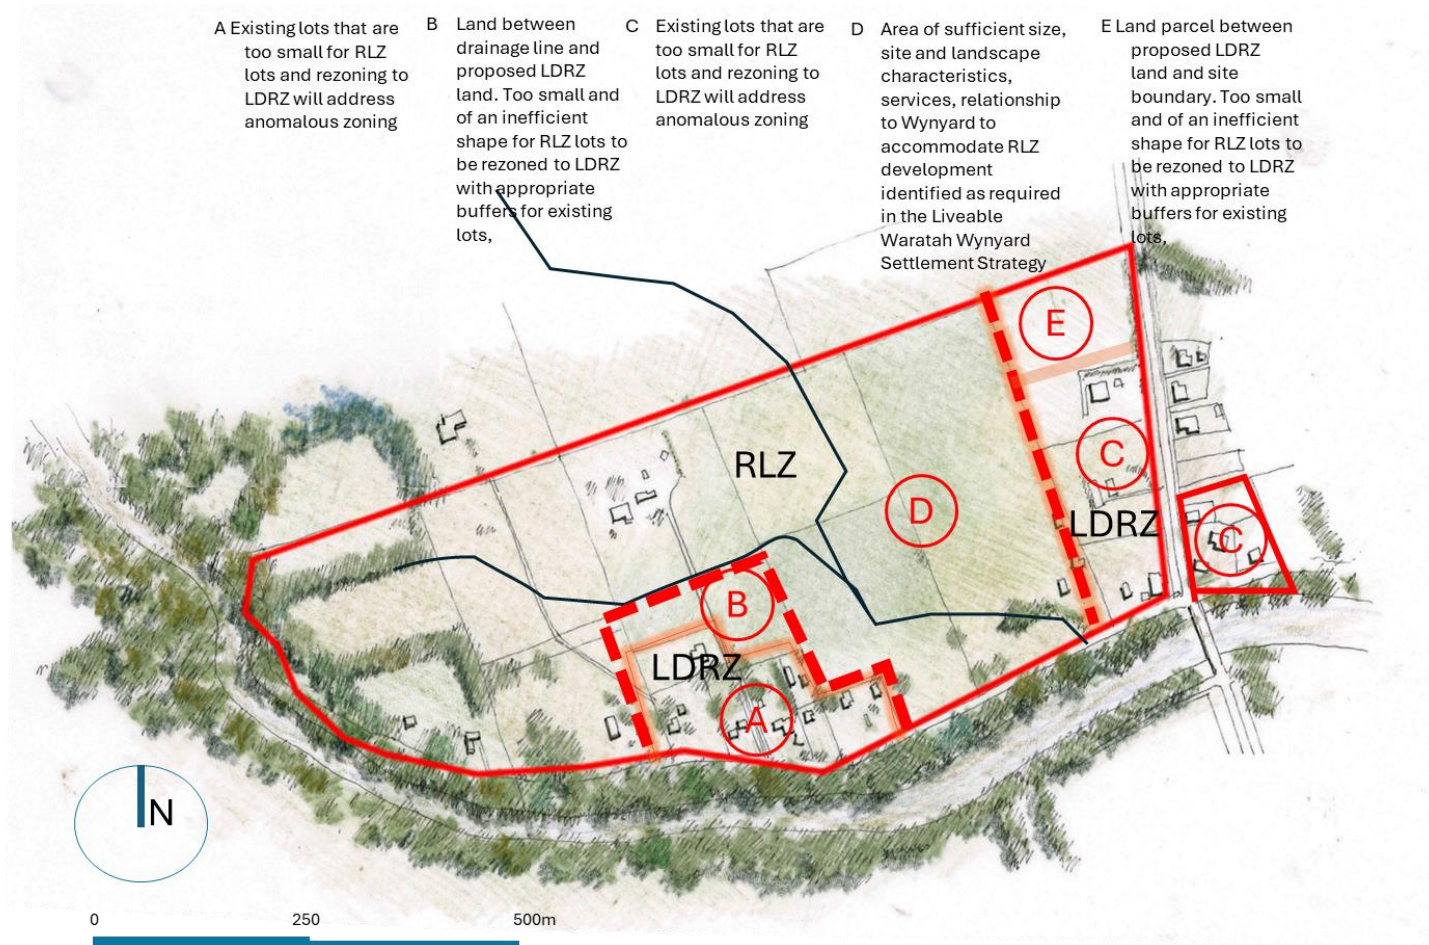 A Existing lots that are
too small for RLZ
lots and rezoning to
LDRZ will address
anomalous zoning
B Land between
drainage line and
proposed LDRZ
land. Too small and
of an inefficient
shape for RLZ lots to
be rezoned to LDRZ
with appropriate
buffers for existing
lots,
C Existing lots that are
too small for RLZ
lots and rezoning to
LDRZ will address
anomalous zoning
D Area of sufficient size,
site and landscape
characteristics,
services, relationship
to Wynyard to
accommodate RLZ
development
identified as required
in the Liveable
Waratah Wynyard
Settlement Strategy
E Land parcel between
proposed LDRZ
land and site
boundary. Too small
and of an inefficient
shape for RLZ lots to
be rezoned to LDRZ
with appropriate
buffers for existing
lots,
E
RLZ
C
D
LDRZ
C
B
LDRZ
A
N
0 250 500m